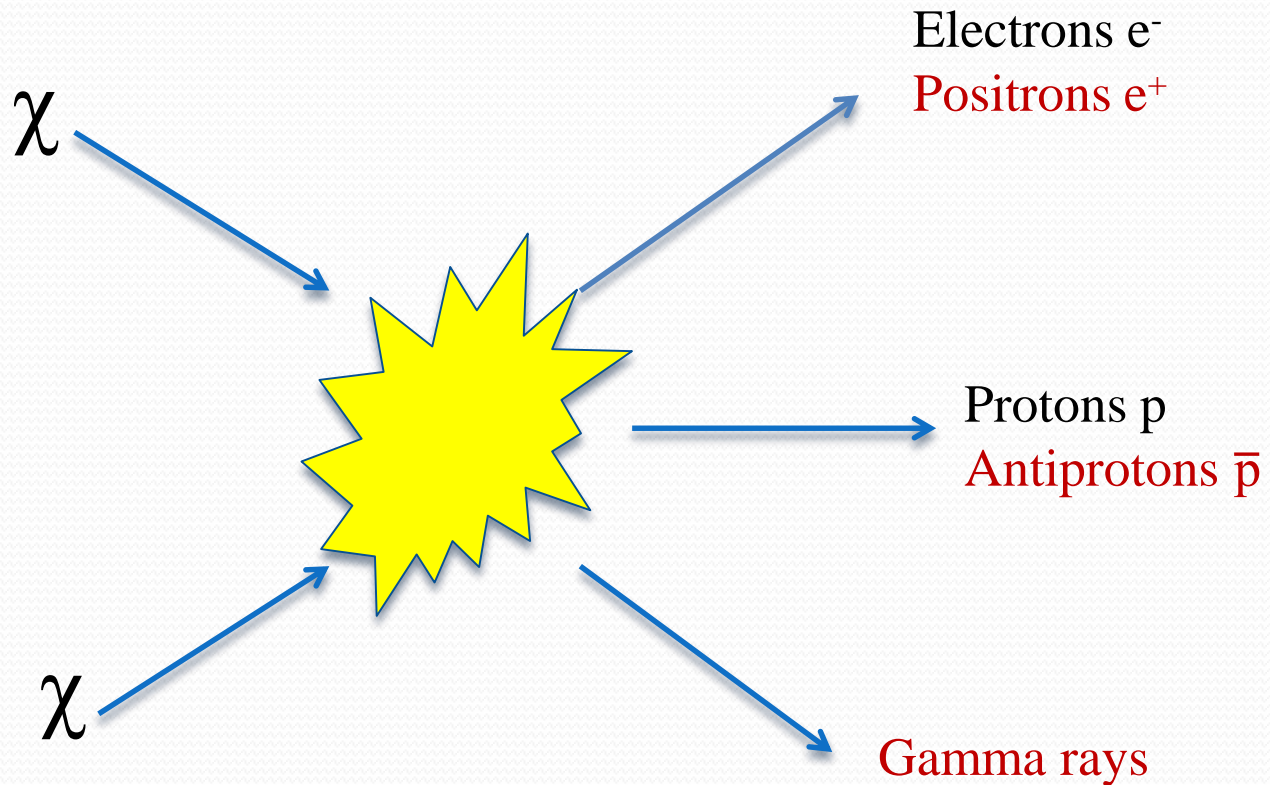 Electrons e⁻
Positrons e⁺
χ
Protons p
Antiprotons p̅
χ
Gamma rays